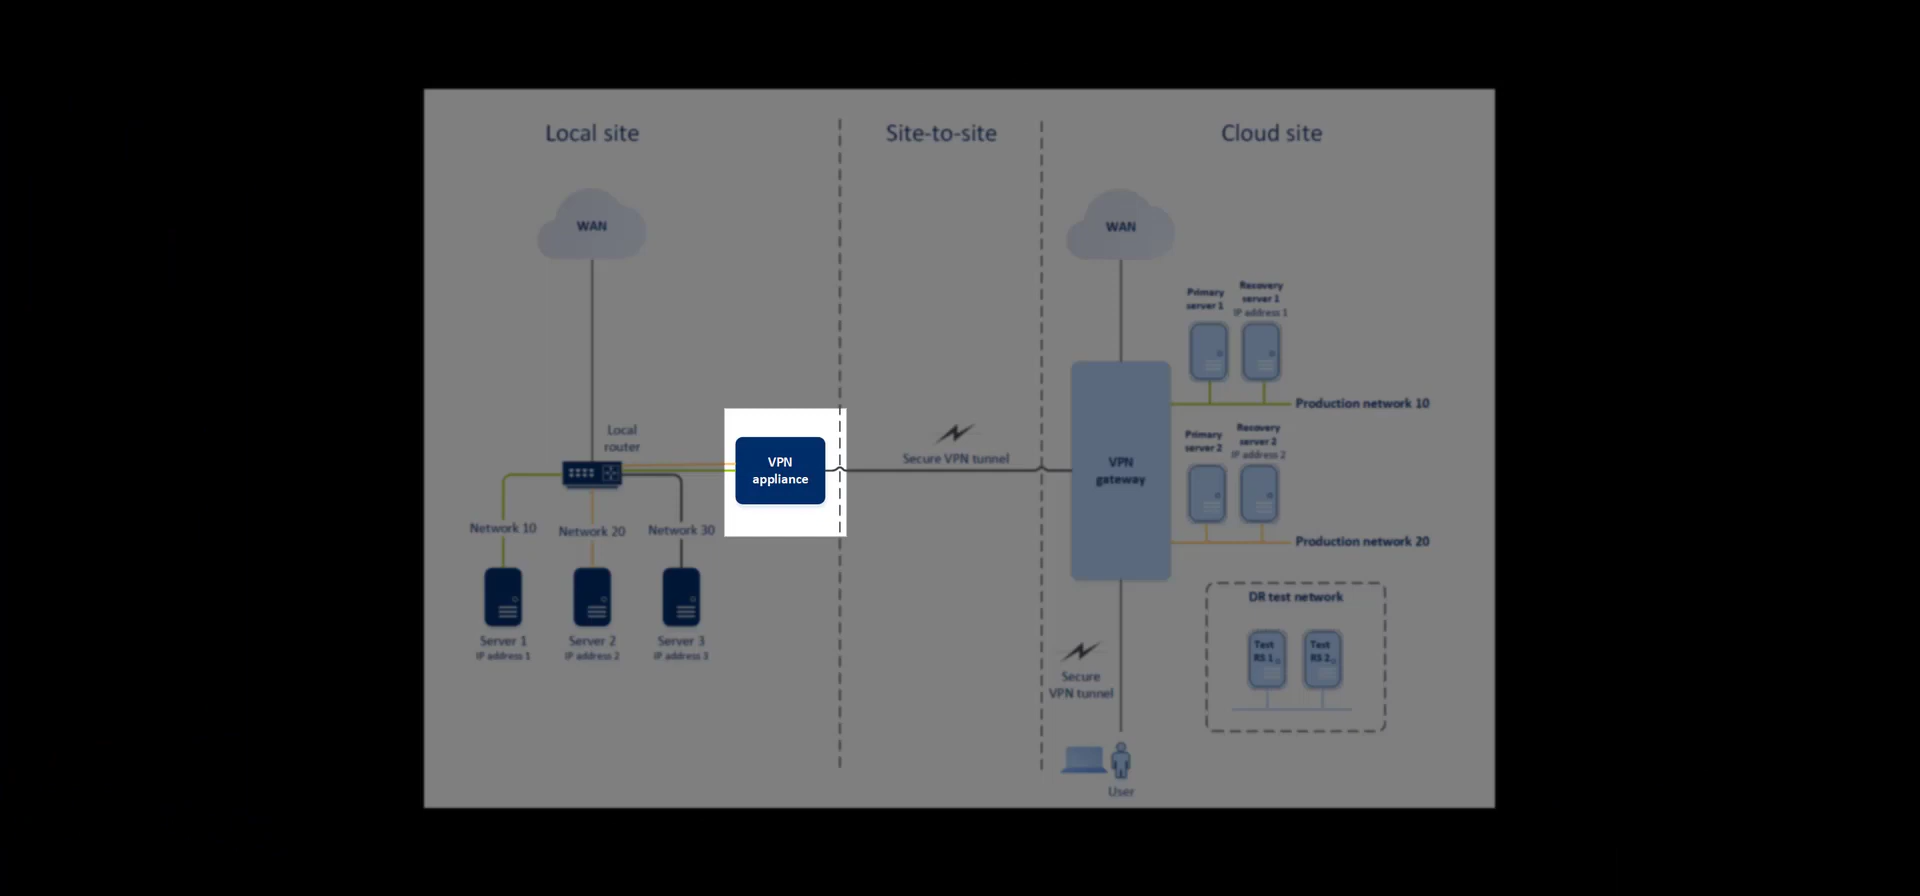 Local site
Site-to-site
Cloud site
WAN
WAN
Primary
server 1
Recovery
server 1
IP address 1
Local
router
VPN
appliance
Secure VPN tunnel
VPN
gateway
Production network 10
Primary
server 2
Recovery
server 2
IP address 2
Production network 20
Network 10
Network 20
Network 30
Server 1
IP address 1
Server 2
IP address 2
Server 3
IP address 3
DR test network
Test
RS 1
Test
RS 2
Secure
VPN tunnel
User